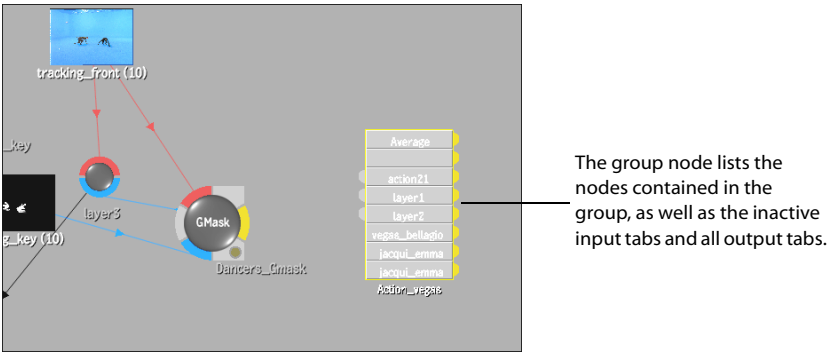 tracking_front (10)
_key
layer3
g_key (10)
GMask
Dancers_Gmask
Average
action21
layer1
layer2
vegas_bellagio
jacqui_emma
jacqui_emma
Action_vegas
The group node lists the
nodes contained in the
group, as well as the inactive
input tabs and all output tabs.